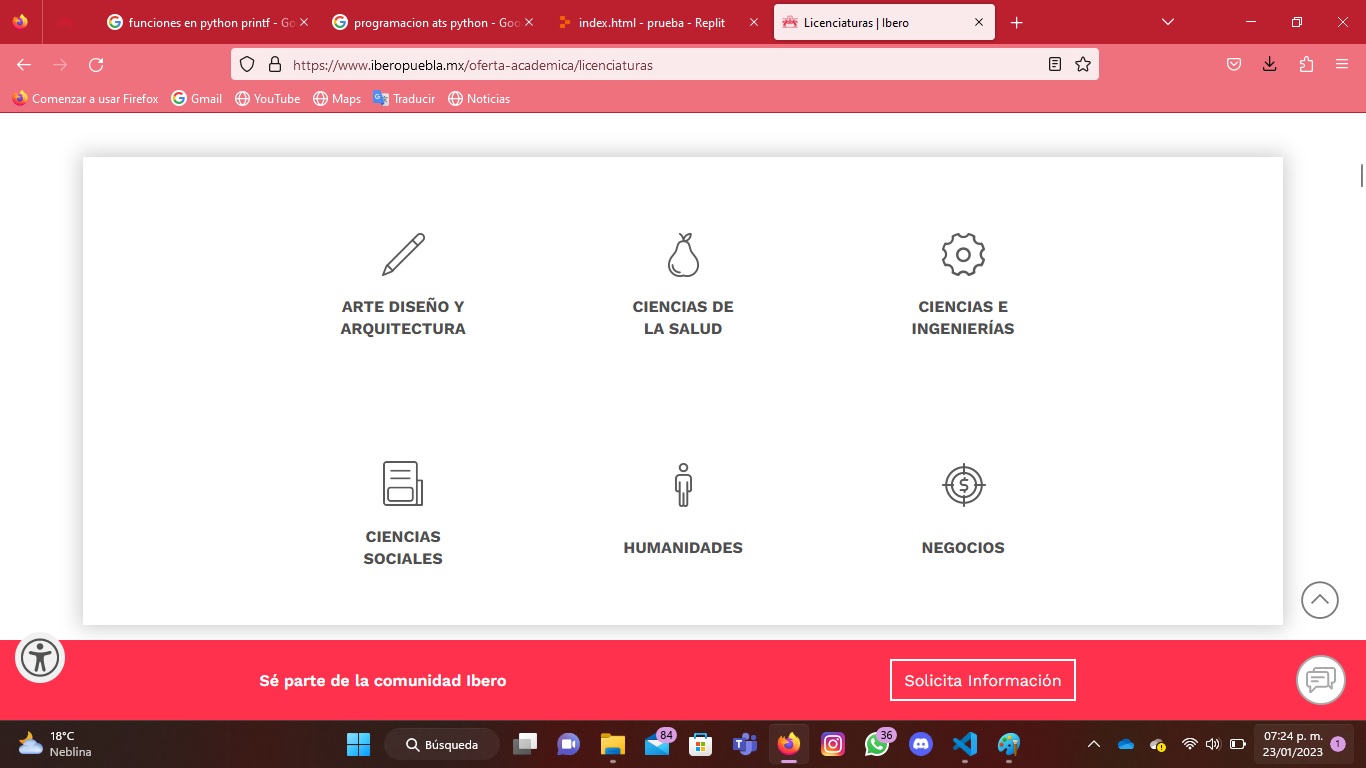 funciones en python printf - Go
programacion ats python - Goo
index.html - prueba - Replit
Licenciaturas | Ibero
https://www.iberopuebla.mx/oferta-academica/licenciaturas
Comenzar a usar Firefox
Gmail
YouTube
Maps
Traducir
Noticias
ARTE DISEÑO Y
ARQUITECTURA
CIENCIAS DE
LA SALUD
CIENCIAS E
INGENIERÍAS
CIENCIAS
SOCIALES
HUMANIDADES
NEGOCIOS
Sé parte de la comunidad Ibero
Solicita Información
18°C
Neblina
Búsqueda
84
36
07:24 p. m.
23/01/2023
1